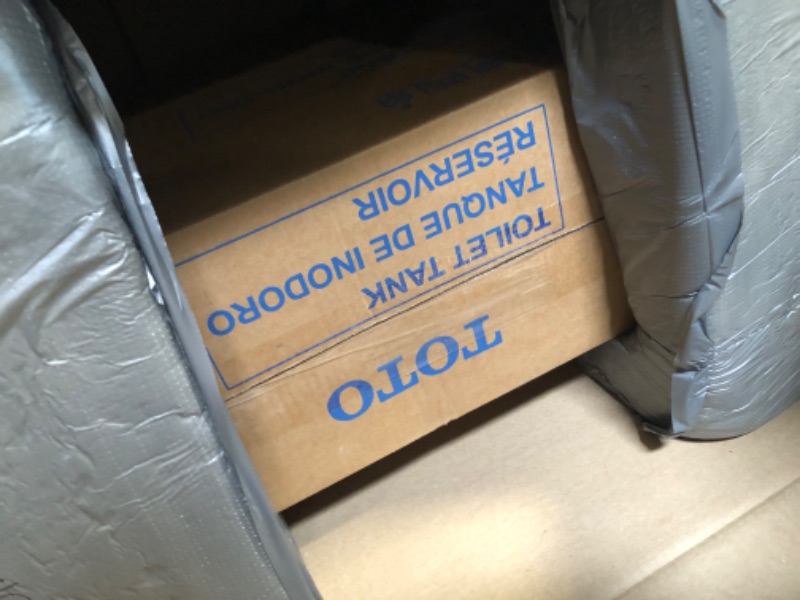 TOTO
TOILET TANK
TANQUE DE INODORO
RÉSERVOIR